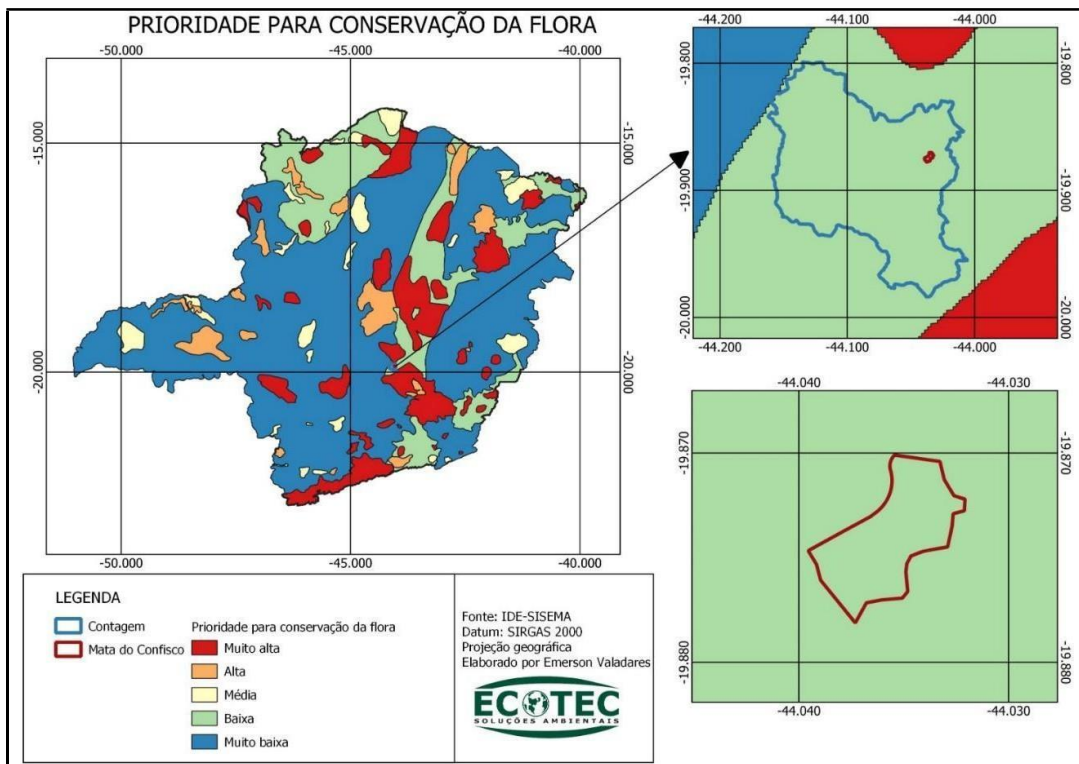 PRIORIDADE PARA CONSERVAÇÃO DA FLORA
-50.000 -45.000 -40.000
-15.000 -15.000
-20.000 -20.000
-50.000 -45.000 -40.000
-44.200 -44.100 -44.000
-19.800 -19.800
-19.900 -19.900
-20.000 -20.000
-44.200 -44.100 -44.000
-44.040 -44.030
-19.870 -19.870
-19.880 -19.880
-44.040 -44.030
LEGENDA
Contagem
Mata do Confisco
Prioridade para conservação da flora
Muito alta
Alta
Média
Baixa
Muito baixa
Fonte: IDE-SISEMA
Datum: SIRGAS 2000
Projeção geográfica
Elaborado por Emerson Valadares
ECOTEC
SOLUÇÕES AMBIENTAIS